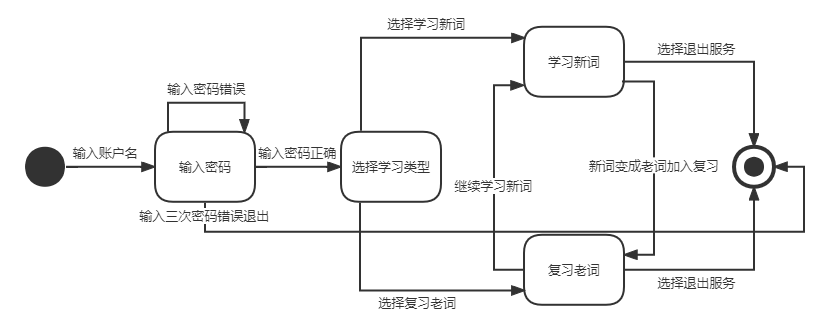 选择学习新词
学习新词
选择退出服务
输入密码错误
输入账户名
输入密码
输入密码正确
选择学习类型
新词变成老词加入复习
继续学习新词
输入三次密码错误退出
复习老词
选择退出服务
选择复习老词